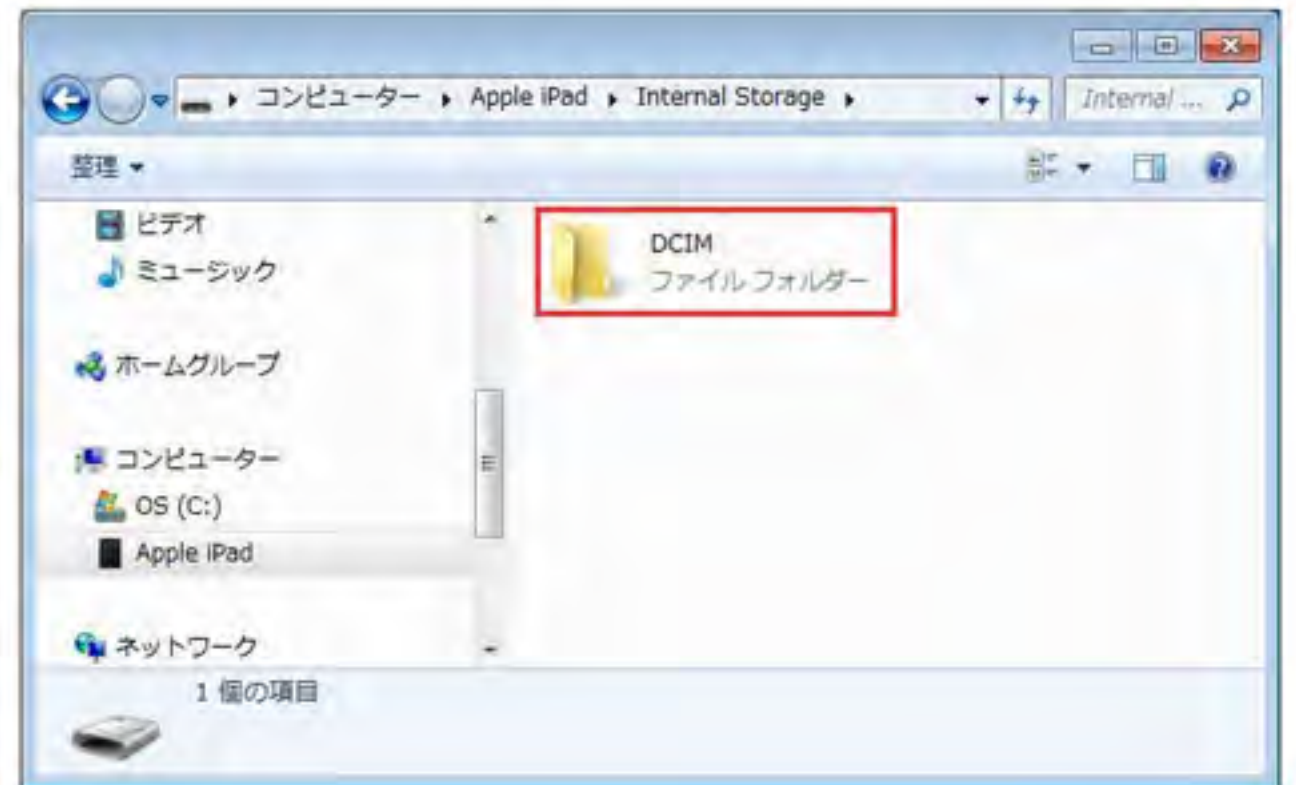 コンピューター Apple iPad Internal Storage Internal ...
整理
ビデオ
ミュージック
ホームグループ
コンピューター
OS (C:)
Apple iPad
ネットワーク
DCIM
ファイル フォルダー
1 個の項目